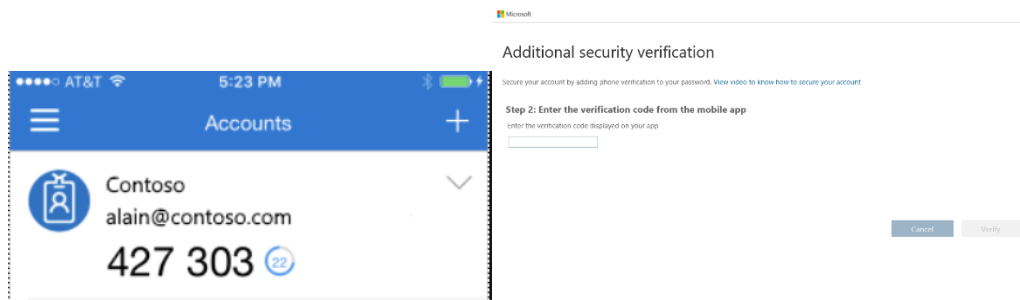 AT&T 5:23 PM
Accounts
Contoso
alain@contoso.com
427 303 22
Microsoft
Additional security verification
Secure your account by adding phone verification to your password. View video to know how to secure your account
Step 2: Enter the verification code from the mobile app
Enter the verification code displayed on your app
Cancel Verify